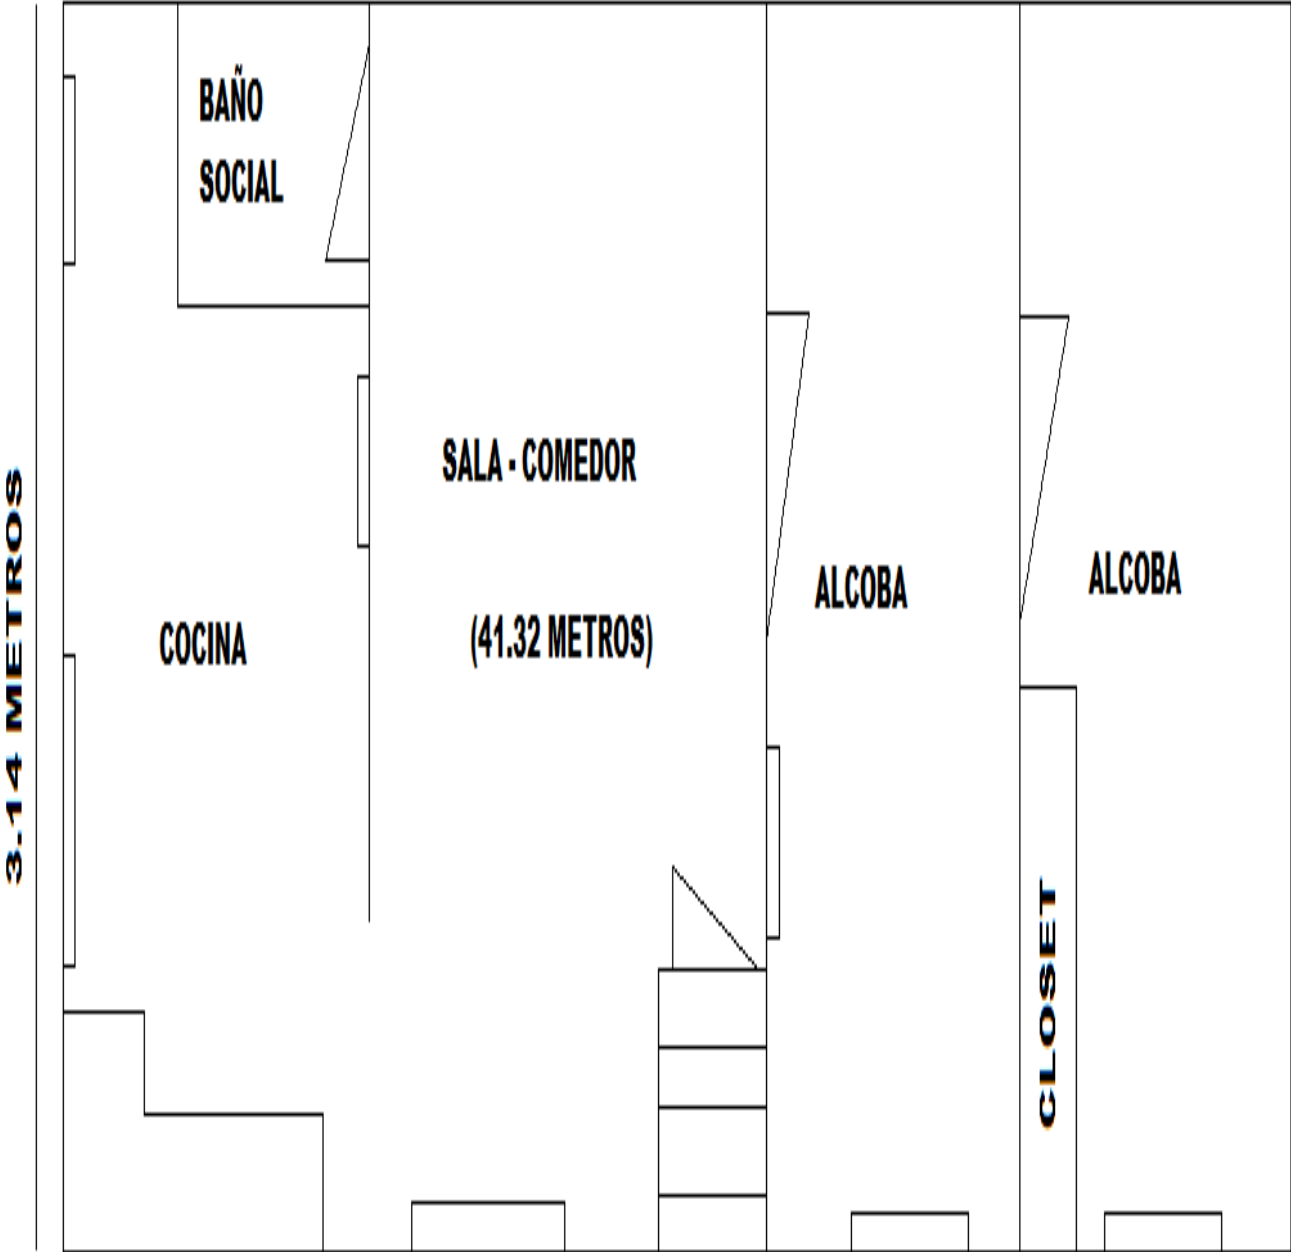 BAÑO
SOCIAL
SALA - COMEDOR
(41.32 METROS)
COCINA
ALCOBA
ALCOBA
CLOSET
3.14 METROS